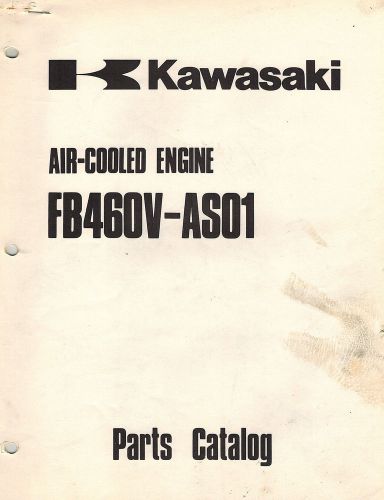 Kawasaki
AIR-COOLED ENGINE
FB460V-AS01
Parts Catalog